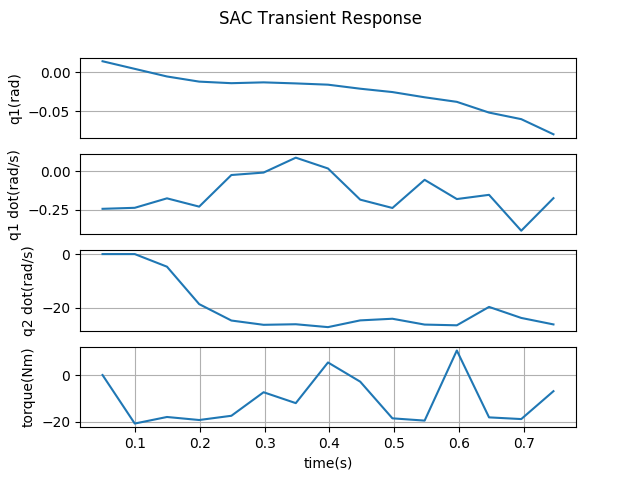 SAC Transient Response
q1(rad)
0.00
−0.05
q1 dot(rad/s)
0.00
−0.25
q2 dot(rad/s)
0
−20
torque(Nm)
0
−20
0.1 0.2 0.3 0.4 0.5 0.6 0.7
time(s)